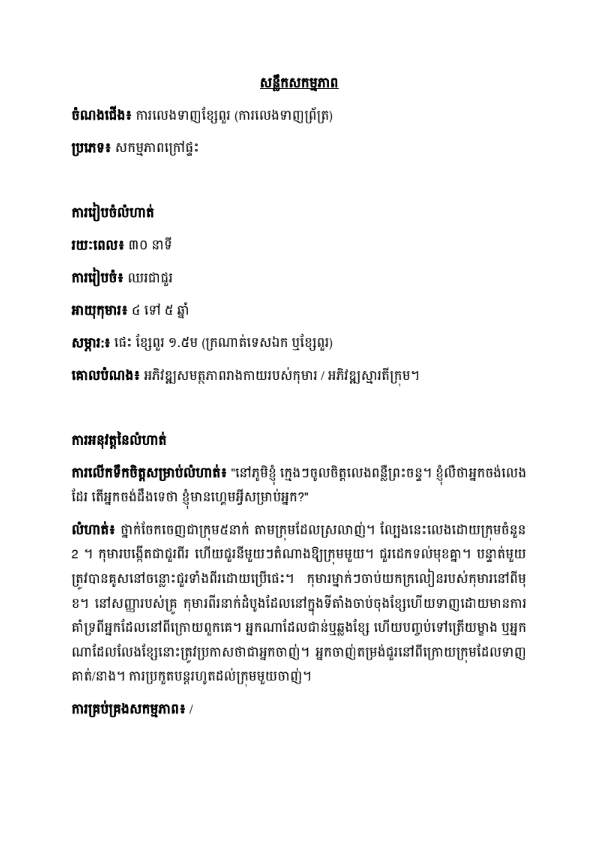 សន្លឹកសកម្មភាព
ចំណងជើង៖ ការលេងទាញខ្សែពួរ (ការលេងទាញព្រ័ត្រ)
ប្រភេទ៖ សកម្មភាពក្រៅផ្ទះ
ការរៀបចំលំហាត់
រយៈពេល៖ ៣០ នាទី
ការរៀបចំ៖ ឈរជាជួរ
អាយុកុមារ៖ ៤ ទៅ ៥ ឆ្នាំ
សម្ភារៈ៖ ផេះ ខ្សែពួរ ១.៥ម (ក្រណាត់ទេសឯក ឬខ្សែពួរ)
គោលបំណង៖ អភិវឌ្ឍសមត្ថភាពរាងកាយរបស់កុមារ / អភិវឌ្ឍស្មារតីក្រុម។
ការអនុវត្តនៃលំហាត់
ការលើកទឹកចិត្តសម្រាប់លំហាត់៖ "នៅភូមិខ្ញុំ ក្មេងៗចូលចិត្តលេងពន្លឺព្រះចន្ទ។ ខ្ញុំលឺថាអ្នកចង់លេង
ដែរ តើអ្នកចង់ដឹងទេថា ខ្ញុំមានហ្គេមអ្វីសម្រាប់អ្នក?"
លំហាត់៖ ថ្នាក់ចែកចេញជាក្រុម៥នាក់ តាមក្រុមដែលស្រលាញ់។ ល្បែងនេះលេងដោយក្រុមចំនួន
2 ។ កុមារបង្កើតជាជួរពីរ ហើយជួរនីមួយៗតំណាងឱ្យក្រុមមួយ។ ជួរដេកទល់មុខគ្នា។ បន្ទាត់មួយ
ត្រូវបានគូសនៅចន្លោះជួរទាំងពីរដោយប្រើផេះ។ កុមារម្នាក់ៗចាប់យកក្រលៀនរបស់កុមារនៅពីមុ
ខ។ នៅសញ្ញារបស់គ្រូ កុមារពីរនាក់ដំបូងដែលនៅក្នុងទីតាំងចាប់ចុងខ្សែហើយទាញដោយមានការ
គាំទ្រពីអ្នកដែលនៅពីក្រោយពួកគេ។ អ្នកណាដែលជាន់ឬឆ្លងខ្សែ ហើយបញ្ចប់ទៅត្រើយម្ខាង ឬអ្នក
ណាដែលលែងខ្សែនោះត្រូវប្រកាសថាជាអ្នកចាញ់។ អ្នកចាញ់តម្រង់ជួរនៅពីក្រោយក្រុមដែលទាញ
គាត់/នាង។ ការប្រកួតបន្តរហូតដល់ក្រុមមួយចាញ់។
ការគ្រប់គ្រងសកម្មភាព៖ /